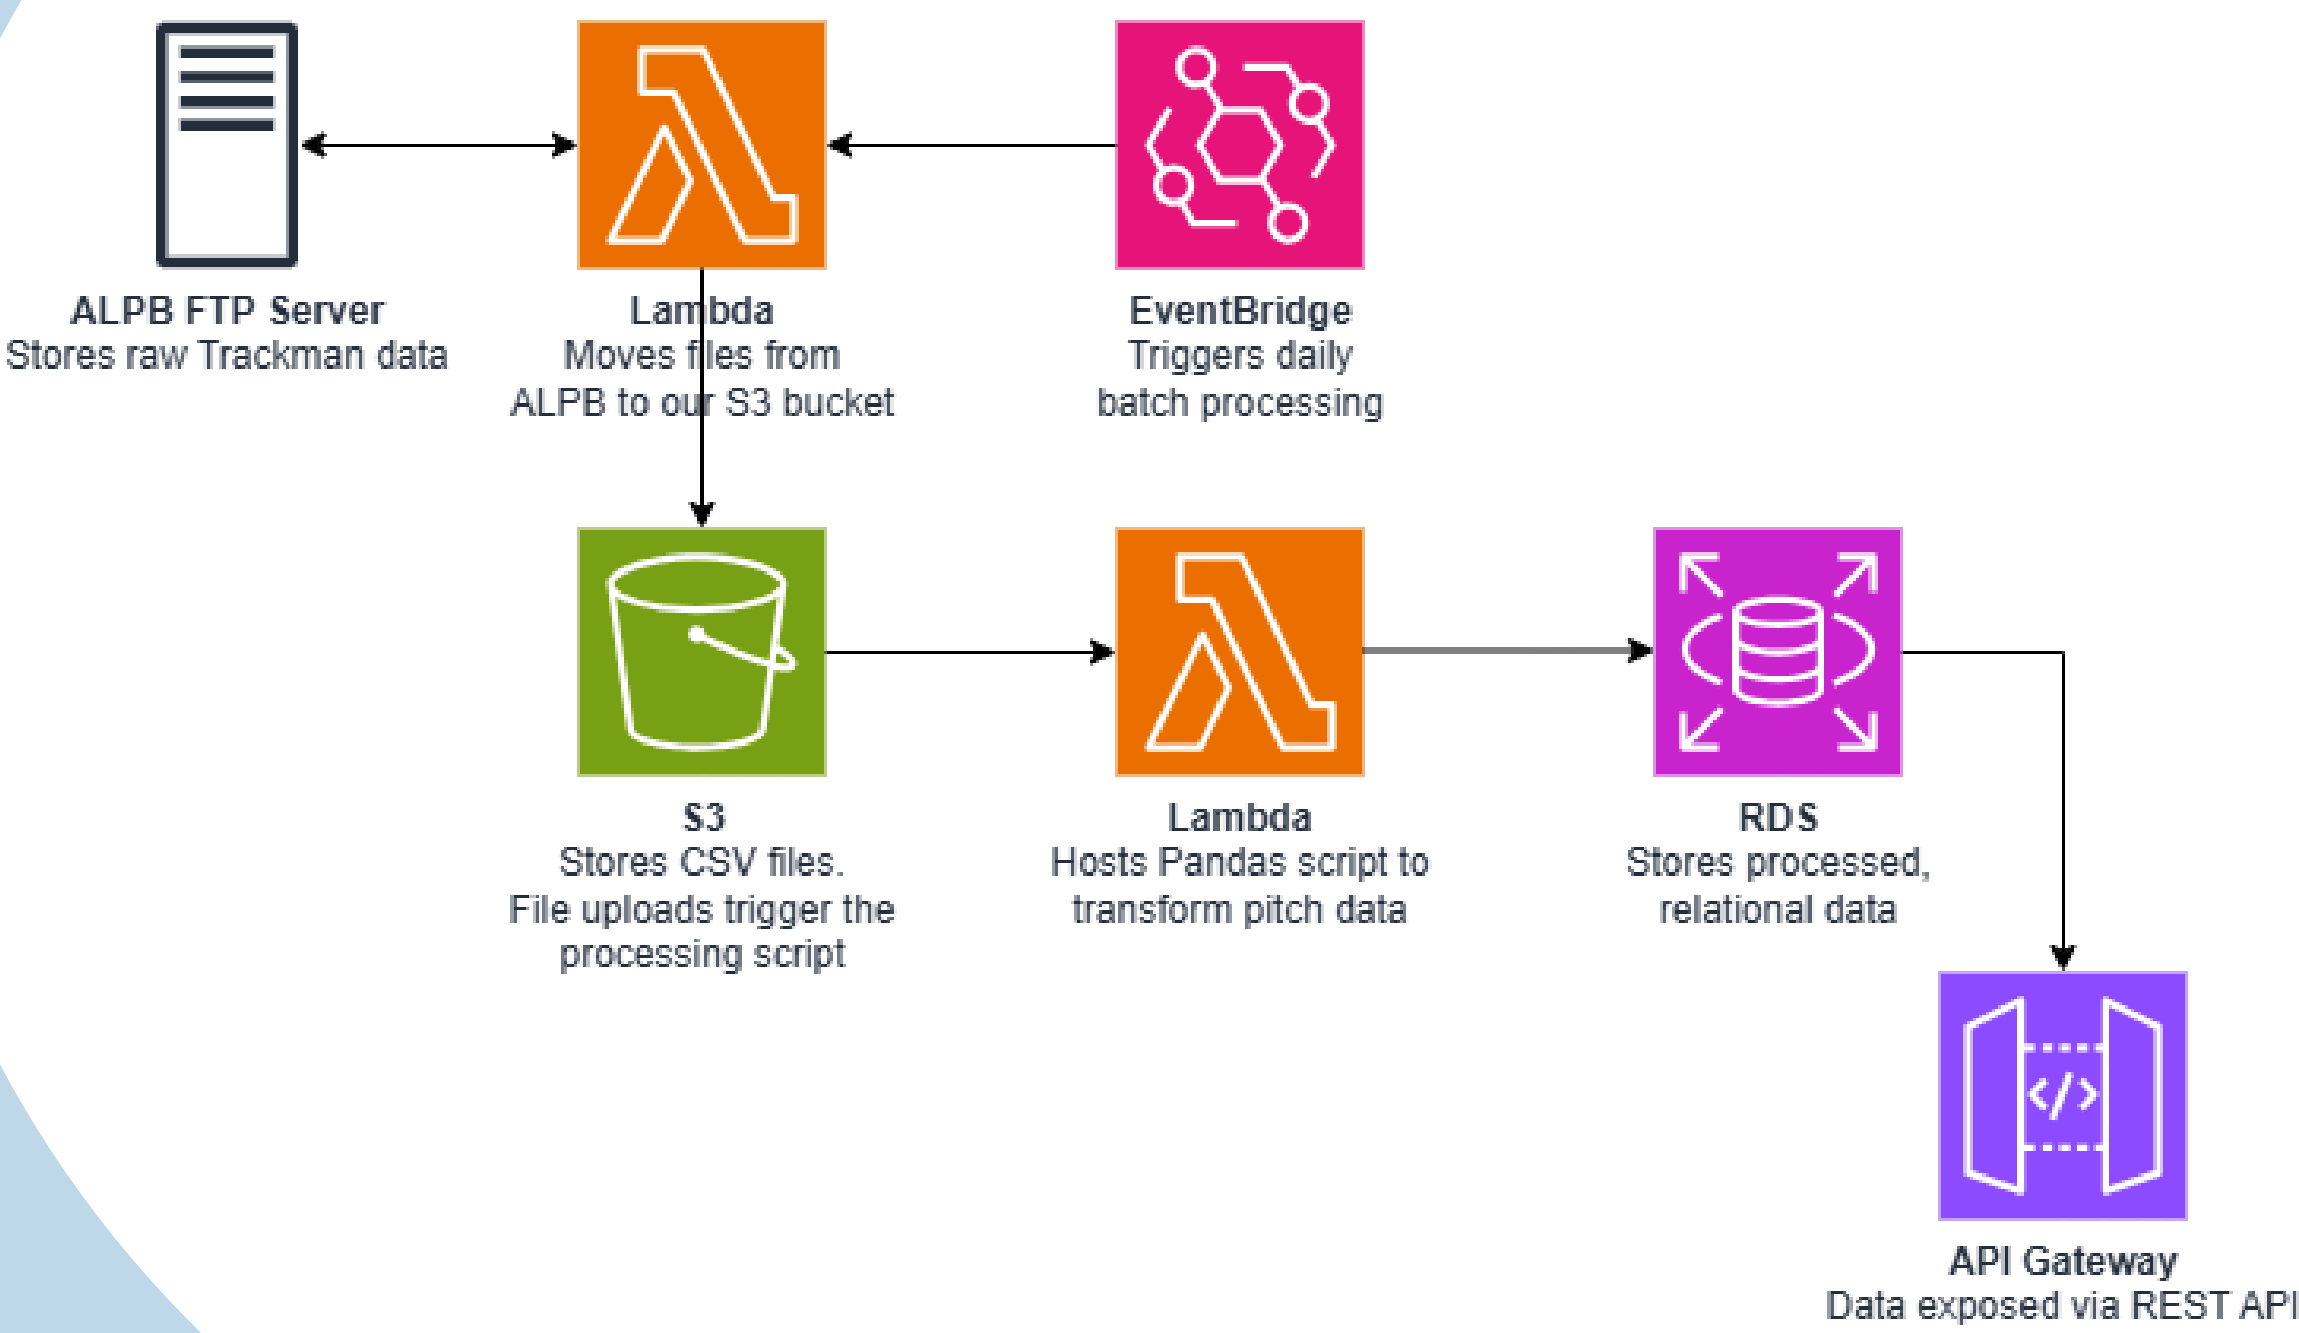 ALPB FTP Server
Stores raw Trackman data
Lambda
Moves files from
ALPB to our S3 bucket
EventBridge
Triggers daily
batch processing
S3
Stores CSV files.
File uploads trigger the
processing script
Lambda
Hosts Pandas script to
transform pitch data
RDS
Stores processed,
relational data
</>
API Gateway
Data exposed via REST API